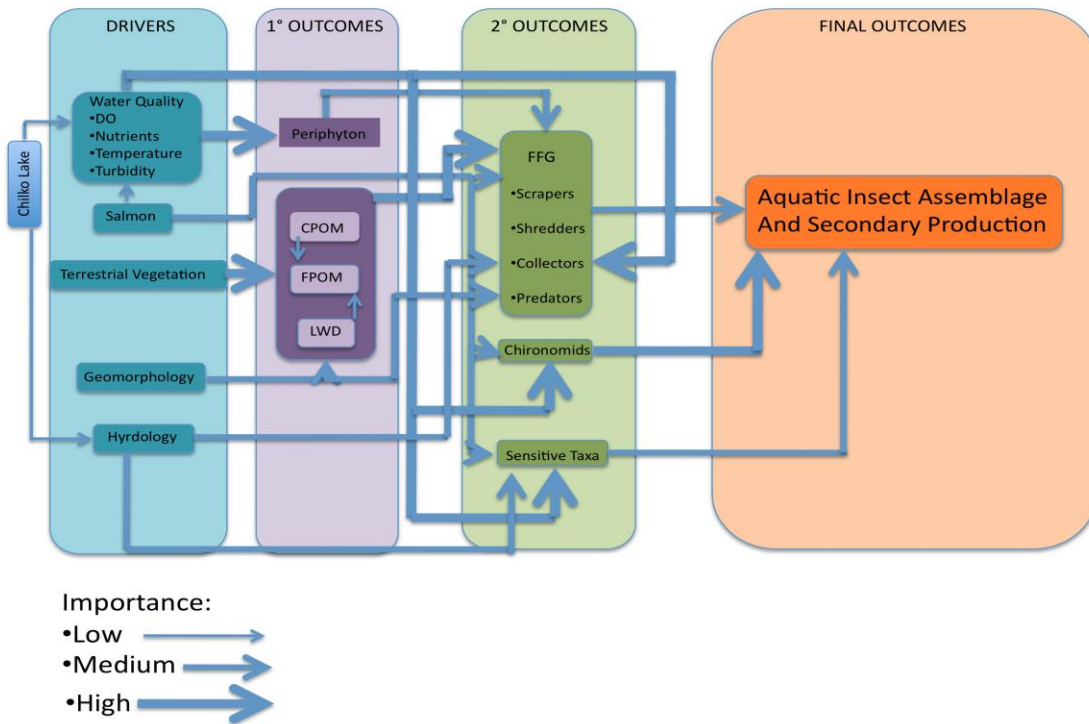 DRIVERS
1° OUTCOMES
2° OUTCOMES
FINAL OUTCOMES
Chilko Lake
Water Quality
•DO
•Nutrients
•Temperature
•Turbidity
Salmon
Terrestrial Vegetation
Geomorphology
Hyrdology
Periphyton
CPOM
FPOM
LWD
FFG
•Scrapers
•Shredders
•Collectors
•Predators
Chironomids
Sensitive Taxa
Aquatic Insect Assemblage
And Secondary Production
Importance:
•Low
•Medium
•High